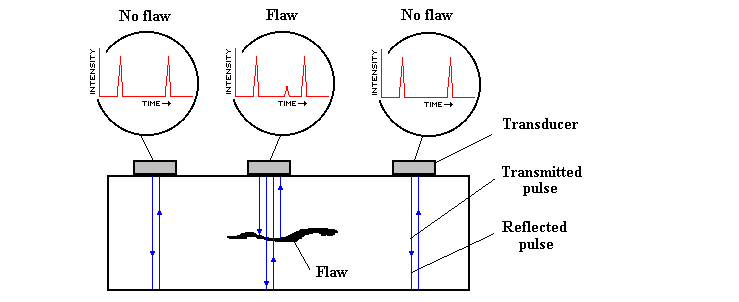 No flaw
Flaw
No flaw
INTENSITY
TIME
INTENSITY
TIME
INTENSITY
TIME
Transducer
Transmitted
pulse
Reflected
pulse
Flaw